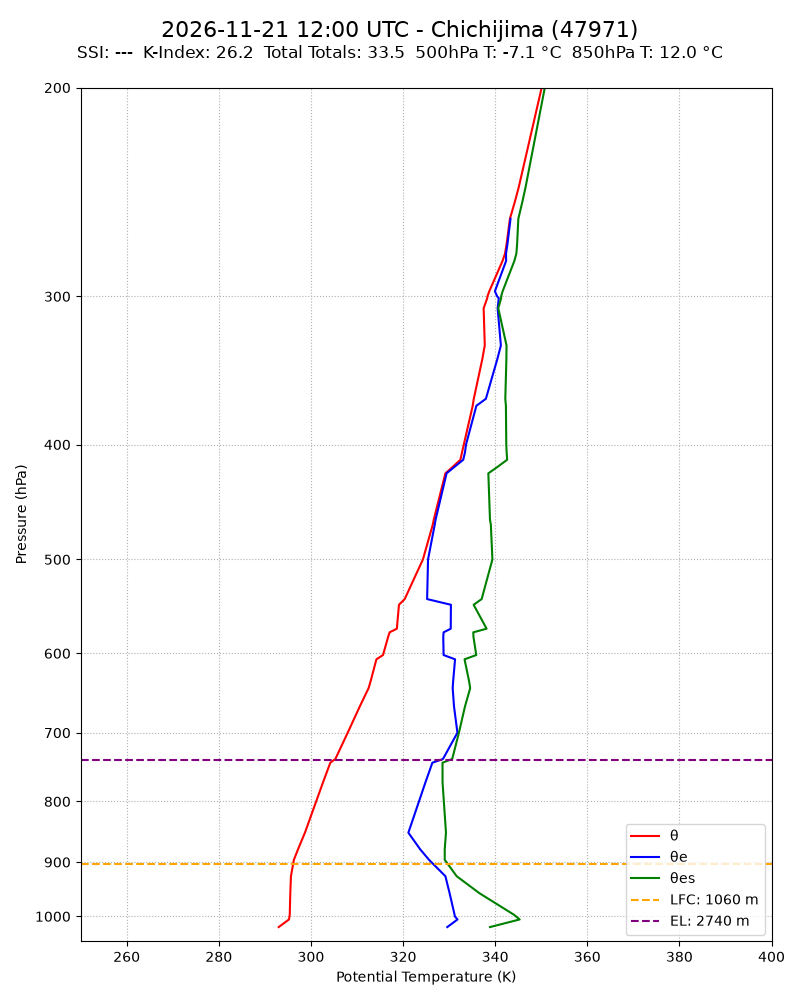 2026-11-21 12:00 UTC - Chichijima (47971)
SSI: ---  K-Index: 26.2  Total Totals: 33.5  500hPa T: -7.1 °C  850hPa T: 12.0 °C
200
300
400
500
600
700
800
900
1000
Pressure (hPa)
θ
θe
θes
LFC: 1060 m
EL: 2740 m
260
280
300
320
340
360
380
400
Potential Temperature (K)